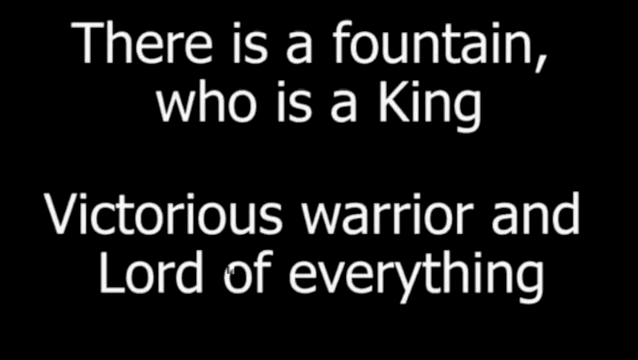 There is a fountain,
who is a King
Victorious warrior and
Lord of everything